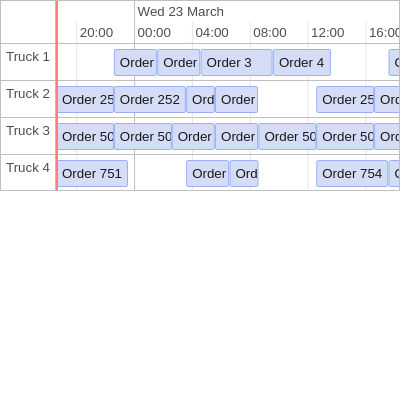 Wed 23 March
20:00 00:00 04:00 08:00 12:00 16:00
Truck 1 Order Order Order 3 Order 4
Truck 2 Order 25 Order 252 Ord Order Order 25 Ord
Truck 3 Order 50 Order 50 Order Order Order 50 Order 50 Ord
Truck 4 Order 751 Order Ord Order 754